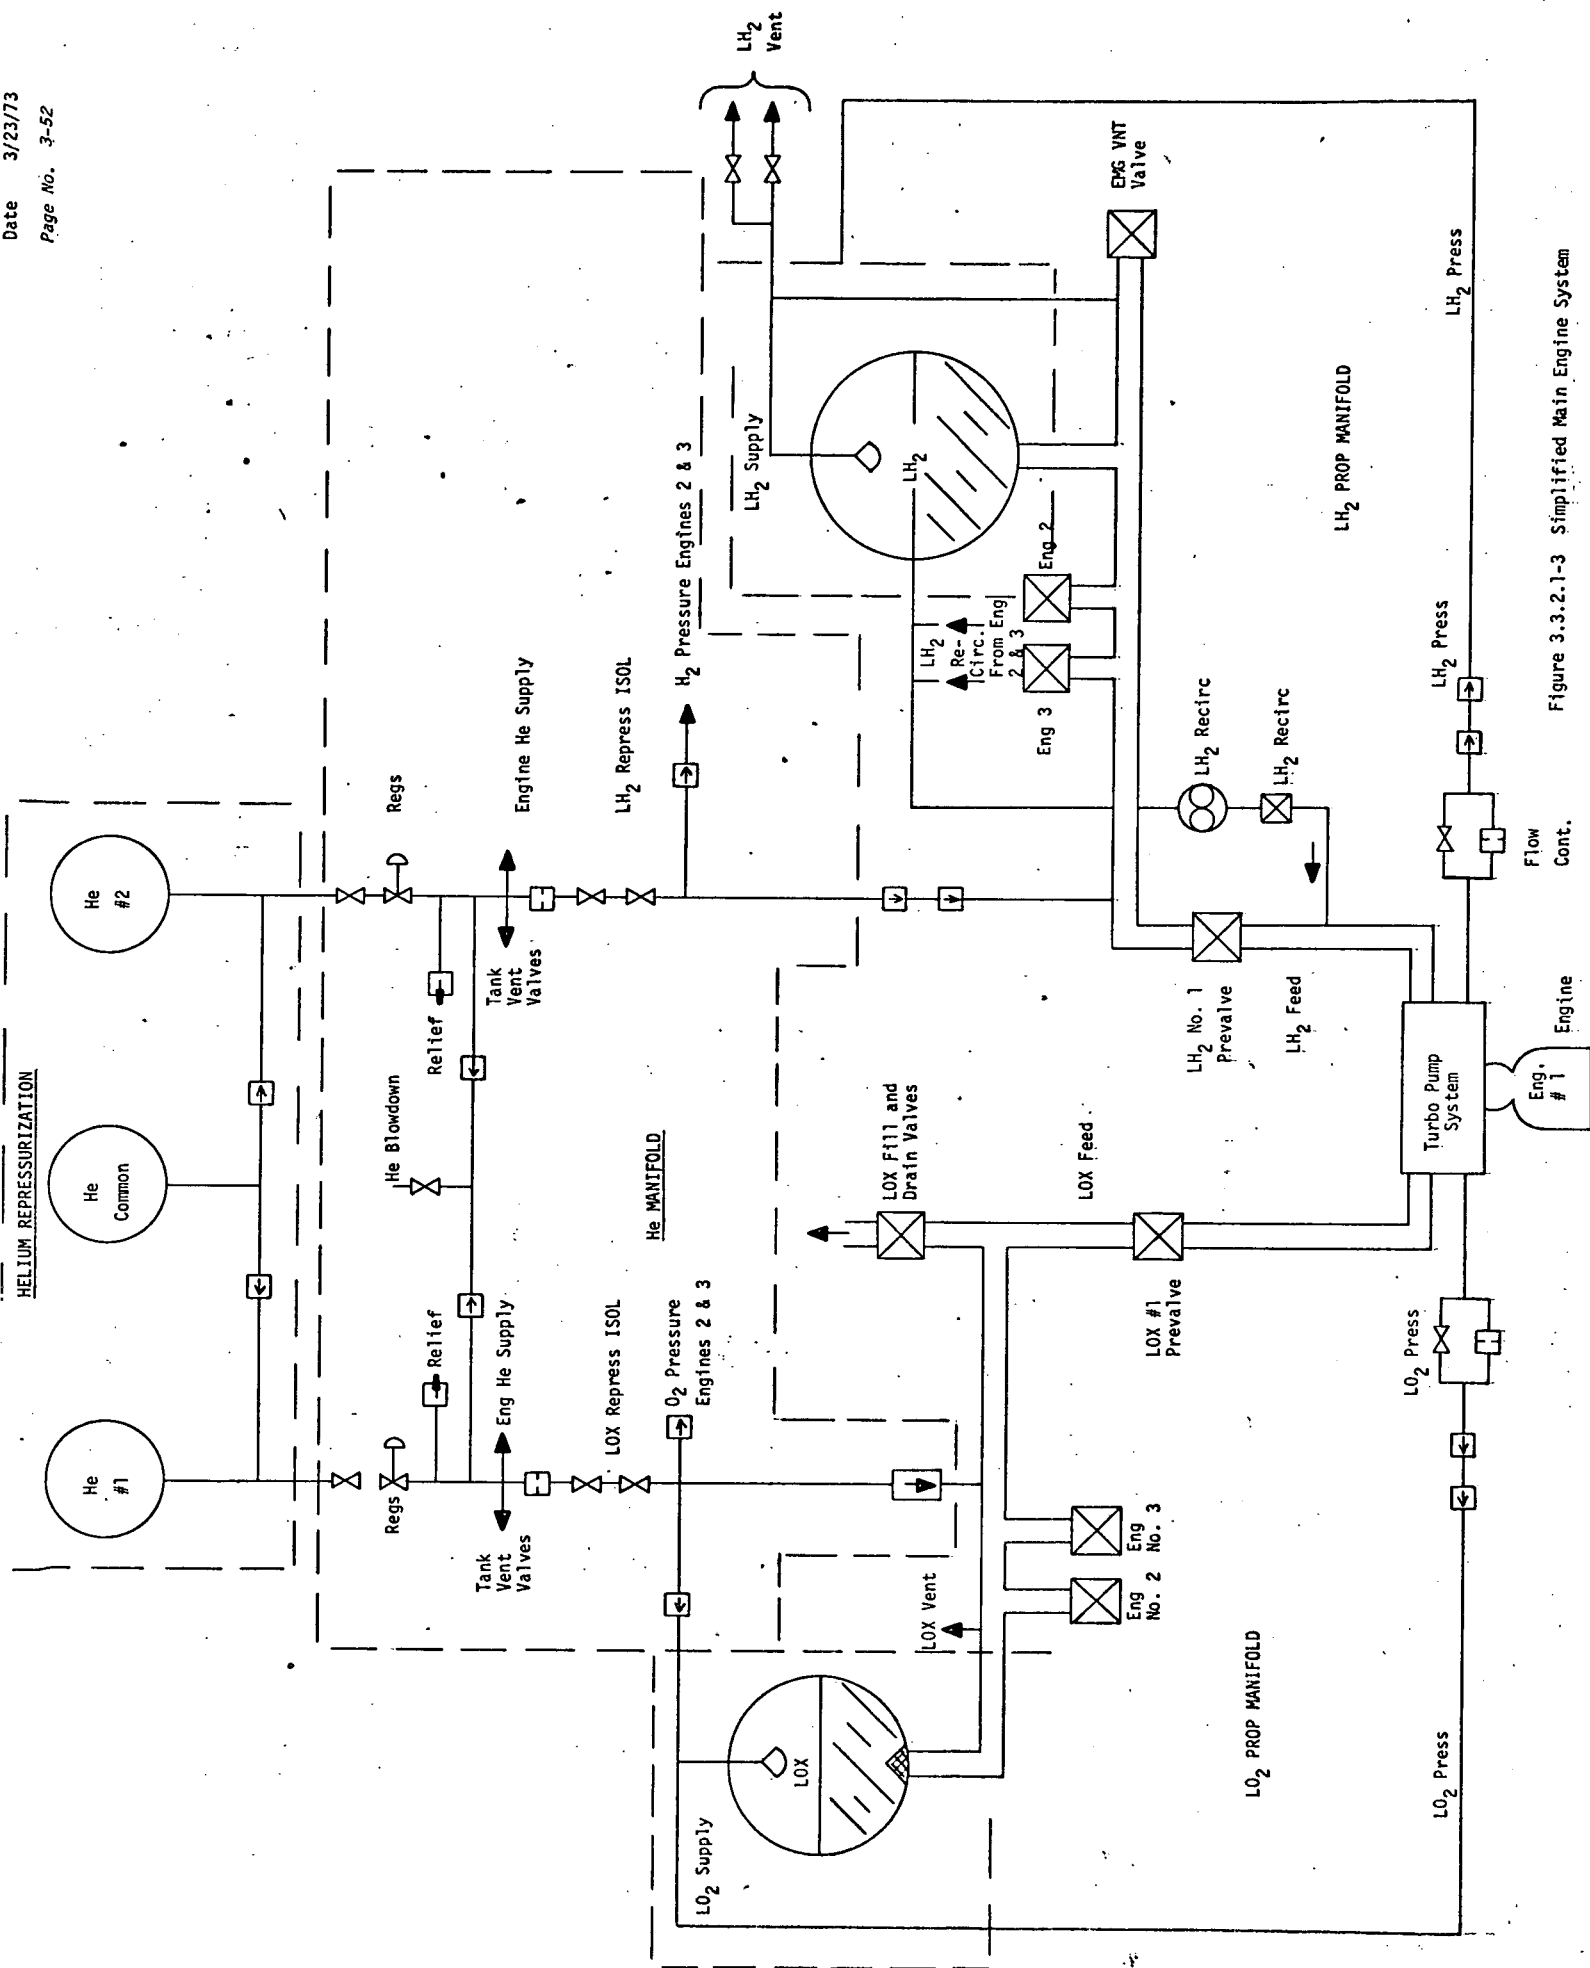 Date 3/23/73
Page No. 3-52
HELIUM REPRESSURIZATION
He
#1
He
Common
He
#2
Regs
Relief
He Blowdown
Relief
Regs
Tank
Vent
Valves
Eng He Supply
Tank
Vent
Valves
Engine He Supply
LOX Repress ISOL
He MANIFOLD
LH2 Repress ISOL
O2 Pressure
Engines 2 & 3
H2 Pressure Engines 2 & 3
LO2 Supply
LOX
LOX Vent
LOX Fill and
Drain Valves
LH2 Supply
LH2
LH2
Vent
LH2
Re-
Circ.
From Eng
2 & 3
Eng 3
Eng 2
EMG VNT
Valve
Eng
No. 2
Eng
No. 3
LOX #1
Prevalve
LOX Feed
LH2 No. 1
Prevalve
LH2 Feed
LH2 Recirc
LH2 Recirc
LO2 PROP MANIFOLD
LH2 PROP MANIFOLD
LO2 Press
LO2 Press
Turbo Pump
System
Eng.
#1
Engine
Flow
Cont.
LH2 Press
LH2 Press
Figure 3.3.2.1-3 Simplified Main Engine System